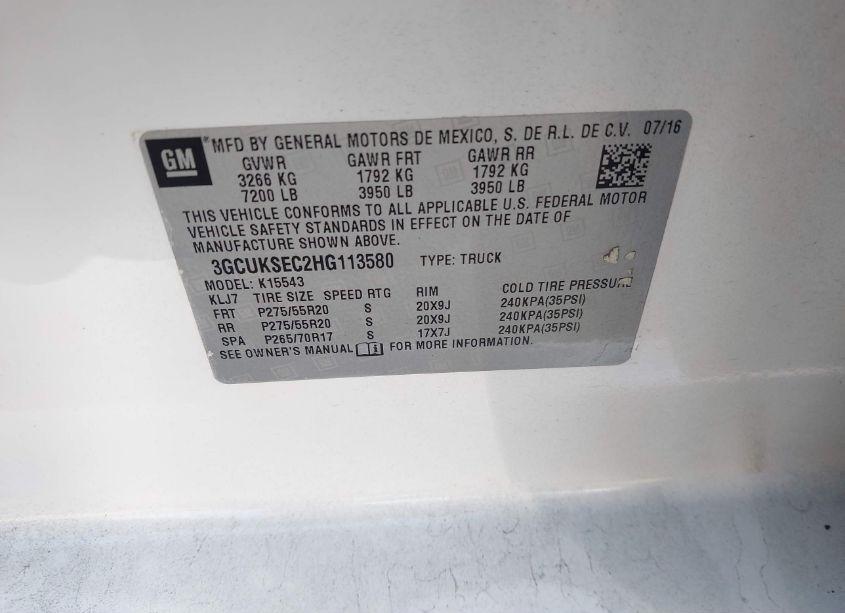 GM
*MFD BY GENERAL MOTORS DE MEXICO, S. DE R.L. DE C.V. 07/16
GVWR GAWR FRT GAWR RR
3266 KG 1792 KG 1792 KG
7200 LB 3950 LB 3950 LB
THIS VEHICLE CONFORMS TO ALL APPLICABLE U.S. FEDERAL MOTOR
VEHICLE SAFETY STANDARDS IN EFFECT ON THE DATE OF
MANUFACTURE SHOWN ABOVE.
3GCUKSEC2HG113580 TYPE: TRUCK
MODEL: K15543
KLJ7 TIRE SIZE SPEED RTG RIM COLD TIRE PRESSURE
FRT P275/55R20 S 20X9J 240KPA(35PSI)
RR P275/55R20 S 20X9J 240KPA(35PSI)
SPA P265/70R17 S 17X7J 240KPA(35PSI)
SEE OWNER'S MANUAL FOR MORE INFORMATION.